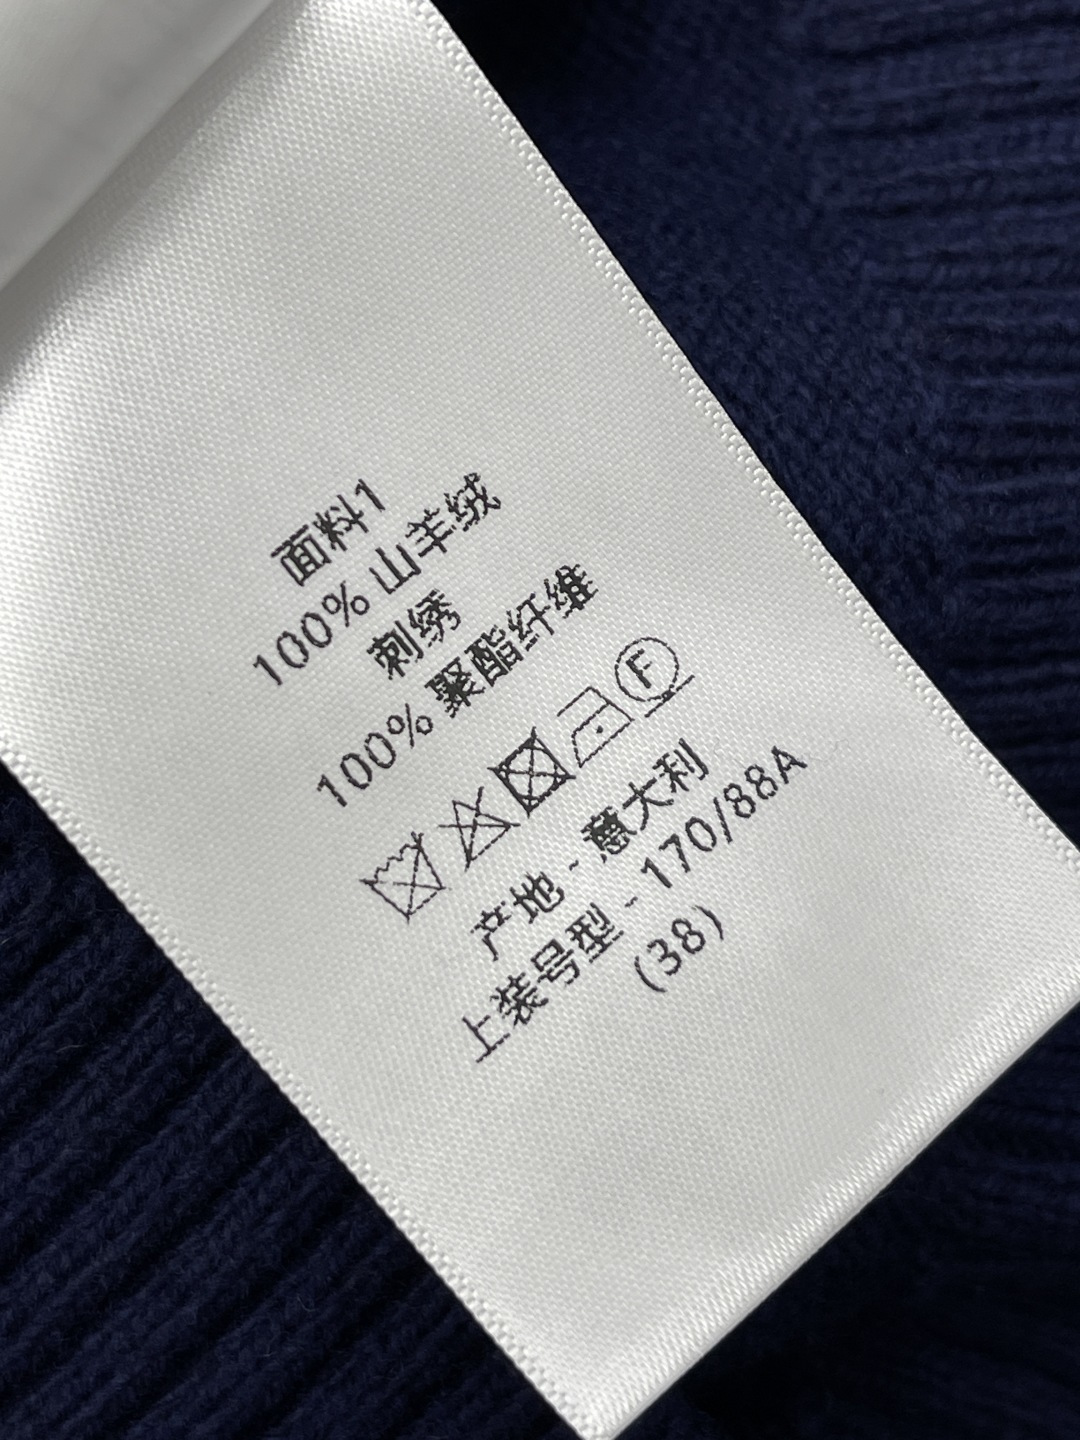 面料1
100% 山羊绒
刺绣
100% 聚酯纤维
F
产地 - 意大利
上装号型 - 170/88A
(38)